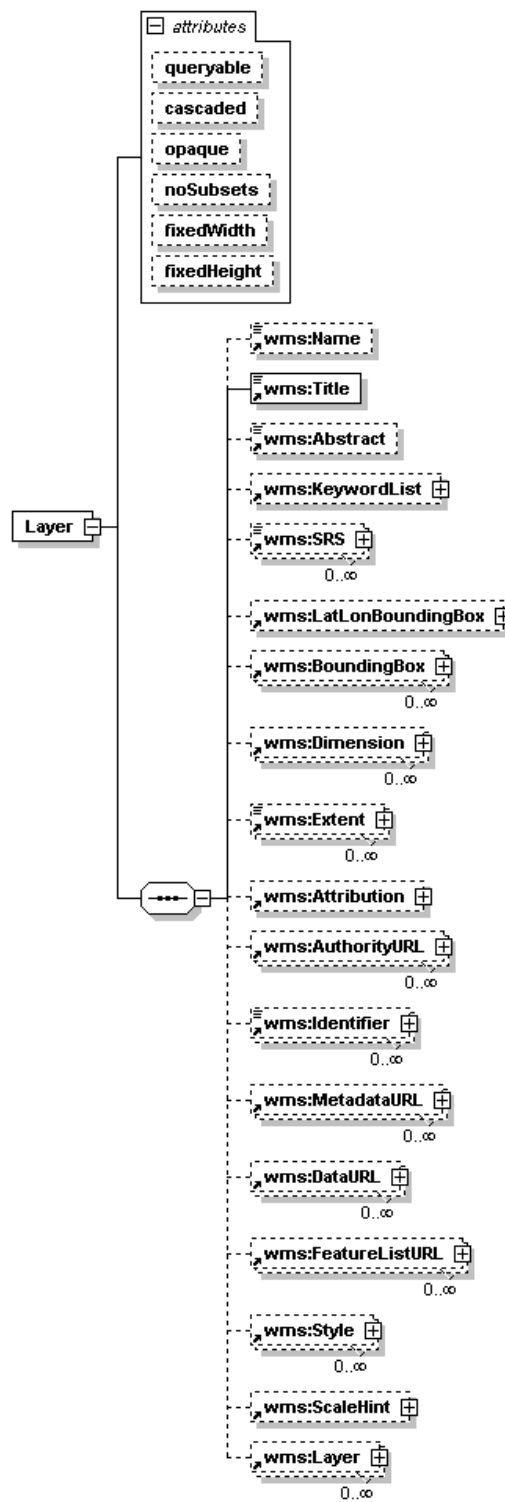 attributes
queryable
cascaded
opaque
noSubsets
fixedWidth
fixedHeight
wms:Name
wms:Title
wms:Abstract
wms:KeywordList
Layer
wms:SRS
0..∞
wms:LatLonBoundingBox
wms:BoundingBox
0..∞
wms:Dimension
0..∞
wms:Extent
0..∞
wms:Attribution
wms:AuthorityURL
0..∞
wms:Identifier
0..∞
wms:MetadataURL
0..∞
wms:DataURL
0..∞
wms:FeatureListURL
0..∞
wms:Style
0..∞
wms:ScaleHint
wms:Layer
0..∞